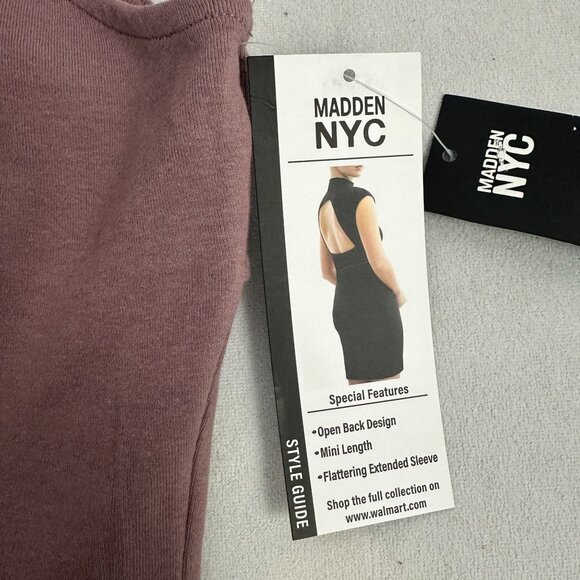 MADDEN
NYC
Special Features
•Open Back Design
•Mini Length
•Flattering Extended Sleeve
Shop the full collection on
www.walmart.com
STYLE GUIDE
MADDEN
NYC